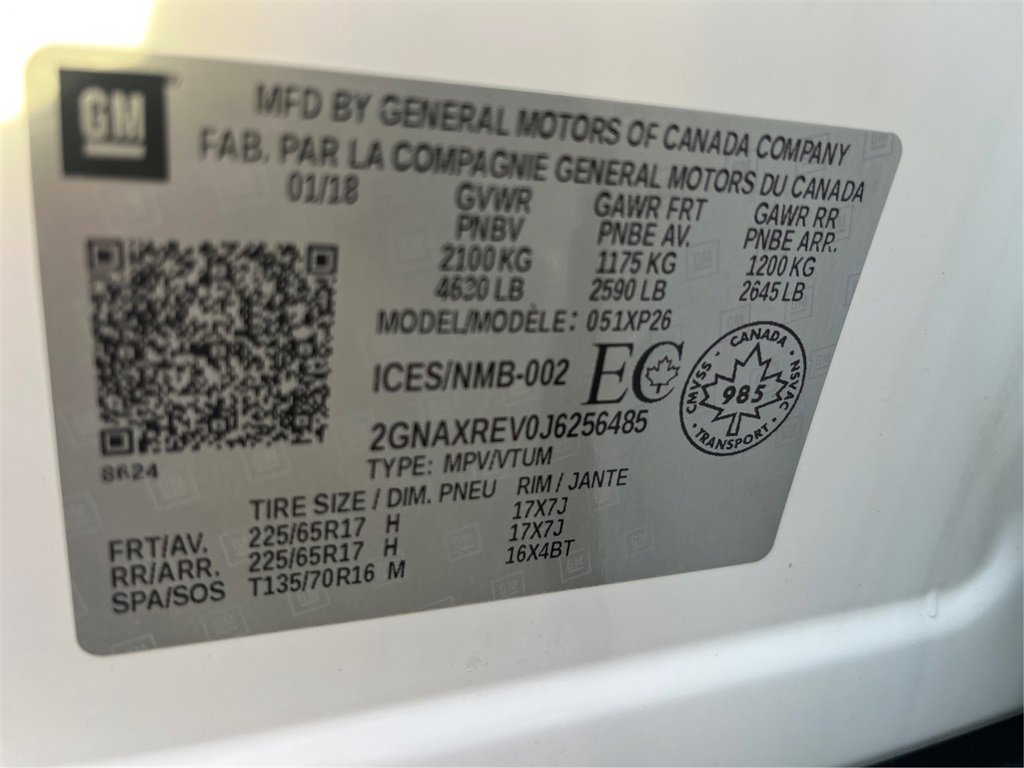 GM
MFD BY GENERAL MOTORS OF CANADA COMPANY
FAB. PAR LA COMPAGNIE GENERAL MOTORS DU CANADA
01/18 GVWR GAWR FRT GAWR RR
PNBV PNBE AV. PNBE ARR.
2100 KG 1175 KG 1200 KG
4630 LB 2590 LB 2645 LB
MODEL/MODÈLE: 051XP26
ICES/NMB-002 EC
CANADA
CMVSS 985 NSVAC
TRANSPORT
2GNAXREV0J6256485
8624 TYPE: MPV/VTUM
TIRE SIZE / DIM. PNEU RIM / JANTE
FRT/AV. 225/65R17 H 17X7J
RR/ARR. 225/65R17 H 17X7J
SPA/SOS T135/70R16 M 16X4BT